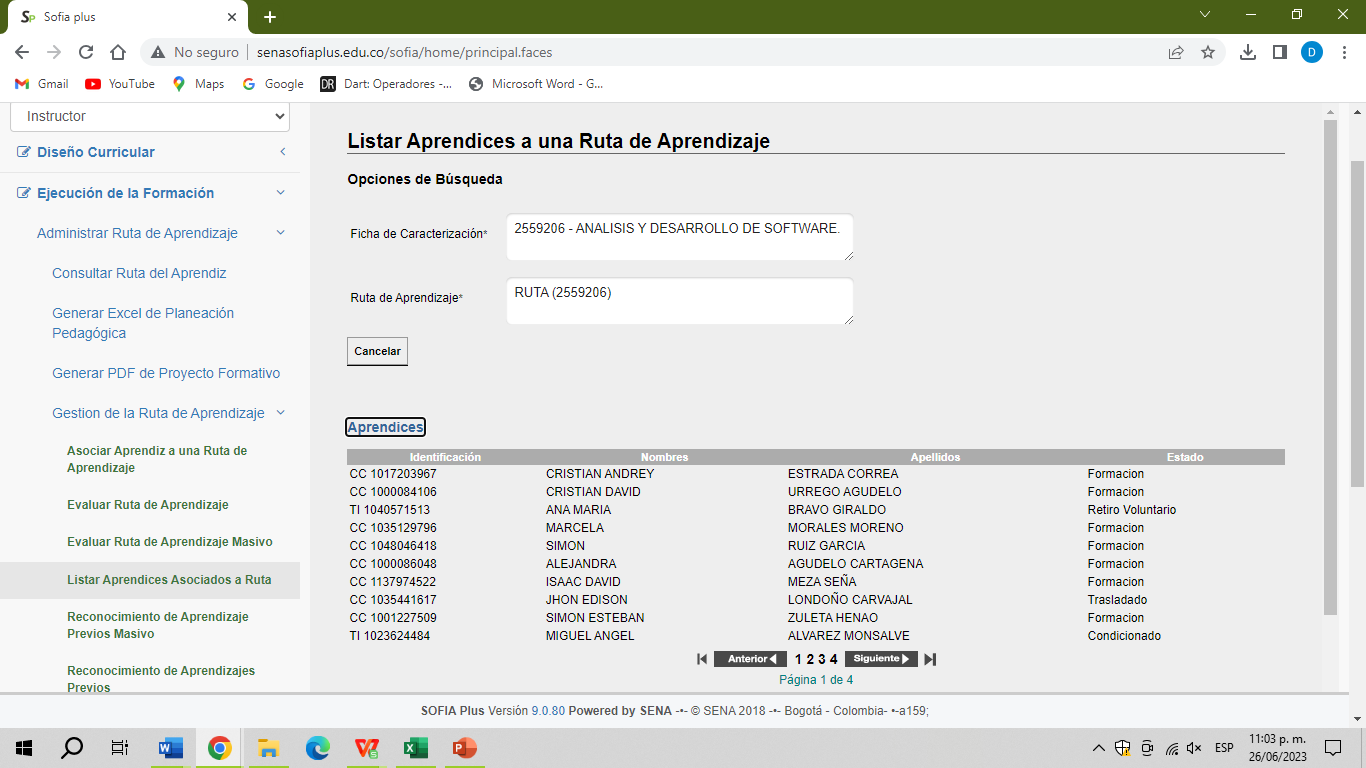 Sofia plus
No seguro
senasofiaplus.edu.co/sofia/home/principal.faces
D
Gmail
YouTube
Maps
Google
DR Dart: Operadores -...
Microsoft Word - G...
Instructor
Diseño Curricular
Ejecución de la Formación
Administrar Ruta de Aprendizaje
Consultar Ruta del Aprendiz
Generar Excel de Planeación
Pedagógica
Generar PDF de Proyecto Formativo
Gestion de la Ruta de Aprendizaje
Asociar Aprendiz a una Ruta de
Aprendizaje
Evaluar Ruta de Aprendizaje
Evaluar Ruta de Aprendizaje Masivo
Listar Aprendices Asociados a Ruta
Reconocimiento de Aprendizaje
Previos Masivo
Reconocimiento de Aprendizajes
Previos
Listar Aprendices a una Ruta de Aprendizaje
Opciones de Búsqueda
Ficha de Caracterización* 2559206 - ANALISIS Y DESARROLLO DE SOFTWARE.
Ruta de Aprendizaje* RUTA (2559206)
Cancelar
Aprendices
Identificación Nombres Apellidos Estado
CC 1017203967 CRISTIAN ANDREY ESTRADA CORREA Formacion
CC 1000084106 CRISTIAN DAVID URREGO AGUDELO Formacion
TI 1040571513 ANA MARIA BRAVO GIRALDO Retiro Voluntario
CC 1035129796 MARCELA MORALES MORENO Formacion
CC 1048046418 SIMON RUIZ GARCIA Formacion
CC 1000086048 ALEJANDRA AGUDELO CARTAGENA Formacion
CC 1137974522 ISAAC DAVID MEZA SEÑA Formacion
CC 1035441617 JHON EDISON LONDOÑO CARVAJAL Trasladado
CC 1001227509 SIMON ESTEBAN ZULETA HENAO Formacion
TI 1023624484 MIGUEL ANGEL ALVAREZ MONSALVE Condicionado
Anterior 1 2 3 4 Siguiente
Página 1 de 4
SOFIA Plus Versión 9.0.80 Powered by SENA -•- © SENA 2018 -•- Bogotá - Colombia- •-a159;
ESP
11:03 p. m.
26/06/2023